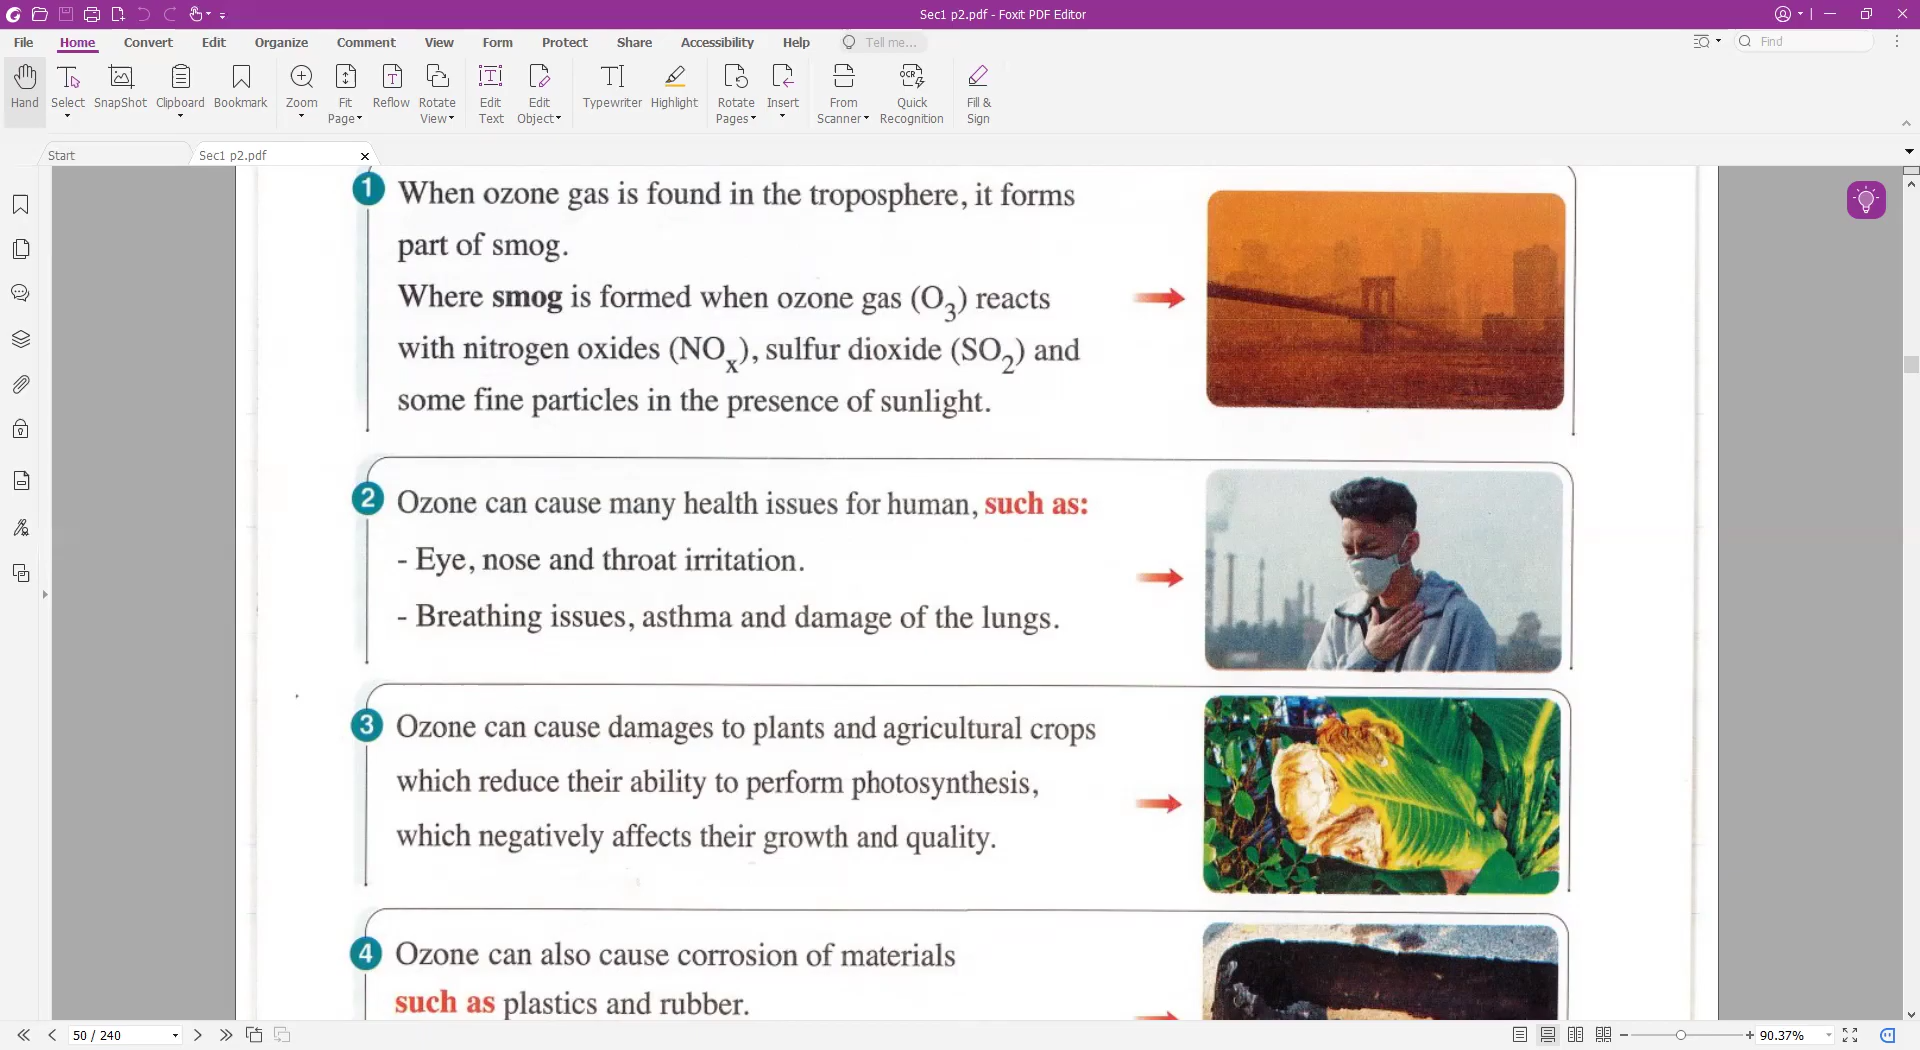 Sec1 p2.pdf - Foxit PDF Editor
File Home Convert Edit Organize Comment View Form Protect Share Accessibility Help Tell me... Find
Hand Select SnapShot Clipboard Bookmark Zoom Fit Page Reflow Rotate View Edit Text Edit Object Typewriter Highlight Rotate Pages Insert From Scanner Quick Recognition Fill & Sign
Start Sec1 p2.pdf
1 When ozone gas is found in the troposphere, it forms
part of smog.
Where smog is formed when ozone gas (O3) reacts
with nitrogen oxides (NOx), sulfur dioxide (SO2) and
some fine particles in the presence of sunlight.
2 Ozone can cause many health issues for human, such as:
- Eye, nose and throat irritation.
- Breathing issues, asthma and damage of the lungs.
3 Ozone can cause damages to plants and agricultural crops
which reduce their ability to perform photosynthesis,
which negatively affects their growth and quality.
4 Ozone can also cause corrosion of materials
such as plastics and rubber.
50 / 240 90.37%